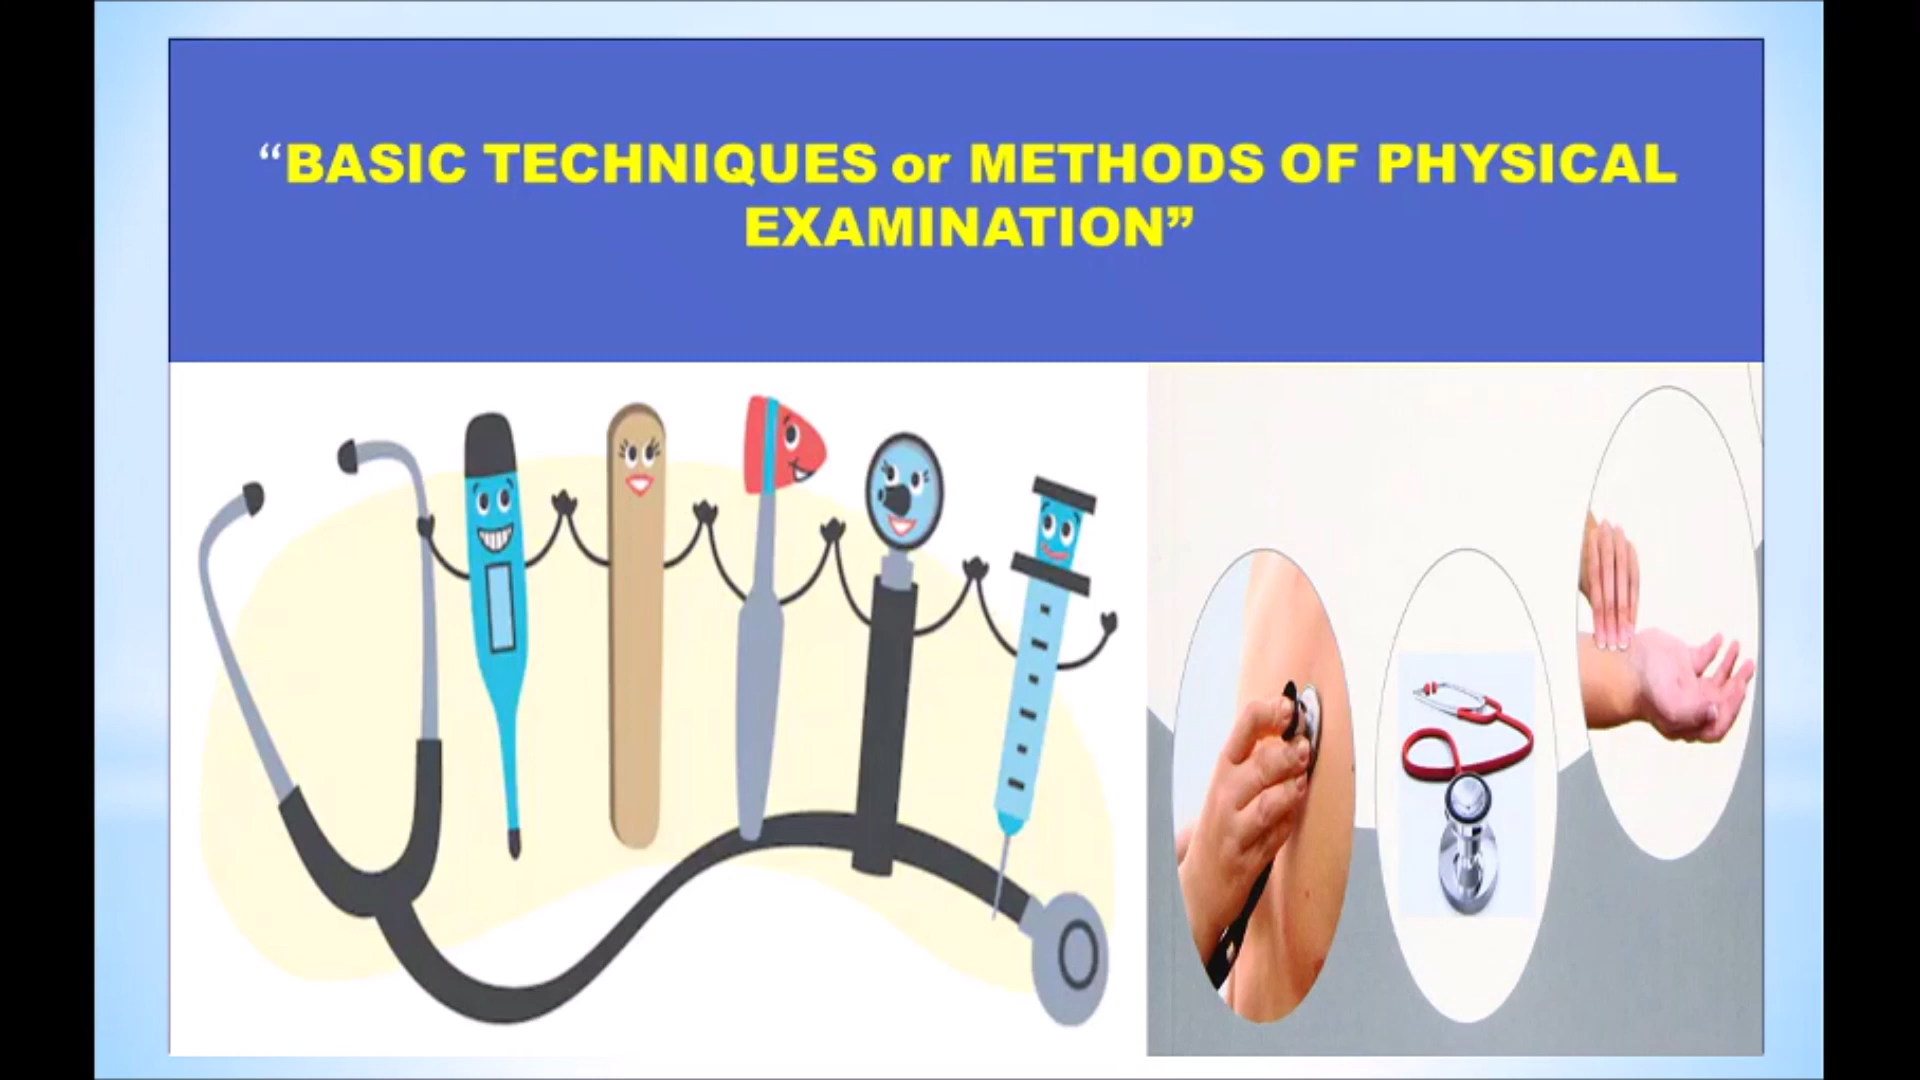 “BASIC TECHNIQUES or METHODS OF PHYSICAL
EXAMINATION”